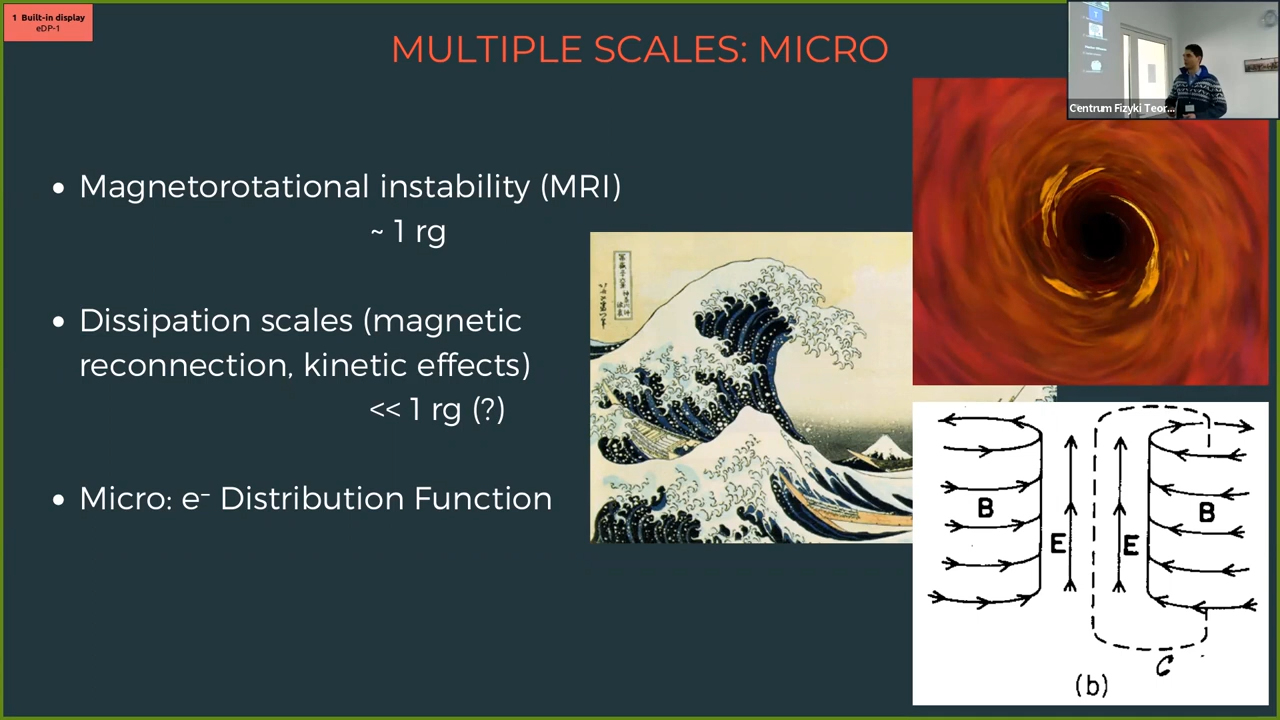 1 Built-in display
eDP-1
MULTIPLE SCALES: MICRO
Centrum Fizyki Teor...
• Magnetorotational instability (MRI)
~ 1 rg
• Dissipation scales (magnetic
reconnection, kinetic effects)
<< 1 rg (?)
• Micro: e⁻ Distribution Function
B
E
E
B
C
(b)